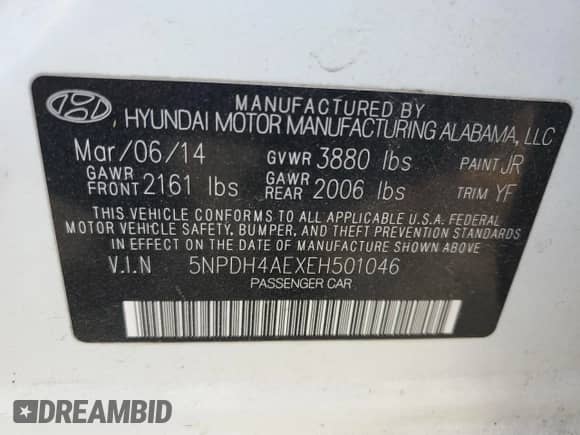 MANUFACTURED BY
HYUNDAI MOTOR MANUFACTURING ALABAMA, LLC
Mar/06/14 GVWR 3880 lbs PAINT JR
GAWR FRONT 2161 lbs GAWR REAR 2006 lbs TRIM YF
THIS VEHICLE CONFORMS TO ALL APPLICABLE U.S.A. FEDERAL
MOTOR VEHICLE SAFETY, BUMPER, AND THEFT PREVENTION STANDARDS
IN EFFECT ON THE DATE OF MANUFACTURE SHOWN ABOVE.
V.I.N 5NPDH4AEXEH501046
PASSENGER CAR
DREAMBID